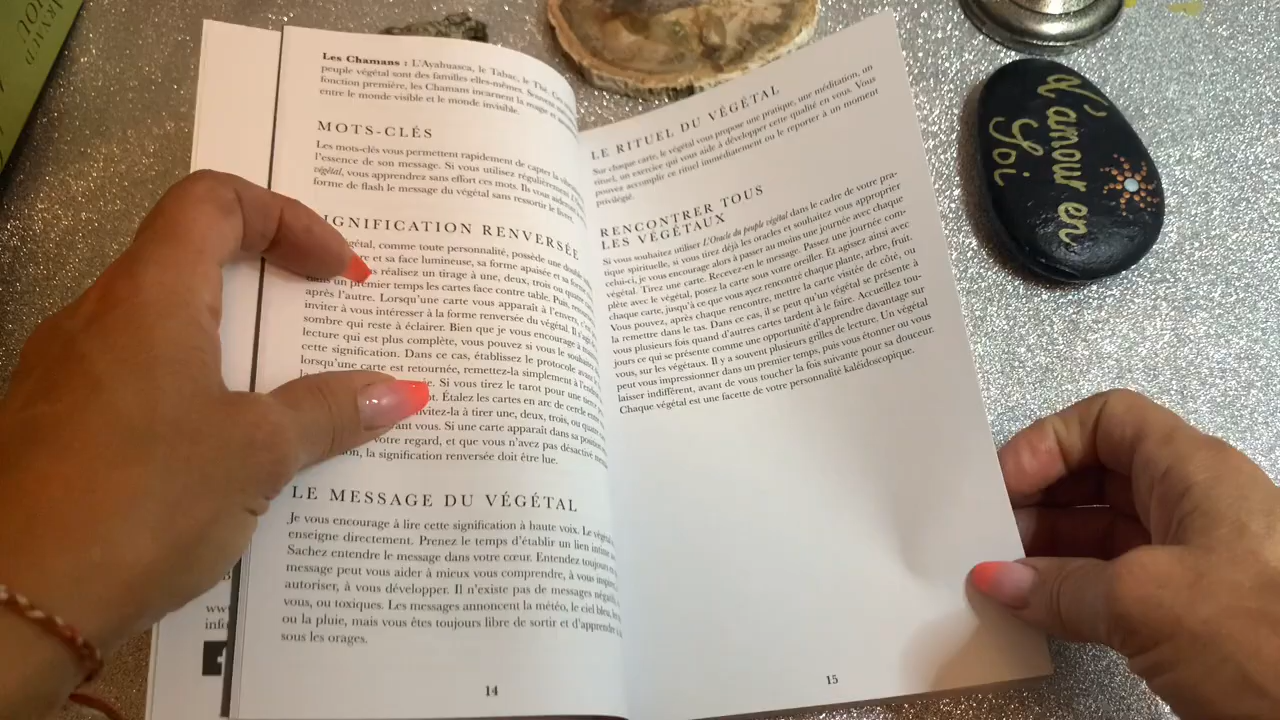 Les Chamans : L'Ayahuasca, le Tabac, le Thé. Ces
peuple végétal sont des familles elles-mêmes. Souvent
fonction première, les Chamans incarnent la magie et
entre le monde visible et le monde invisible.
MOTS-CLÉS
Les mots-clés vous permettent rapidement de capter la
l'essence de son message. Si vous utilisez régulièrement
végétal, vous apprendrez sans effort ces mots. Ils vous
forme de flash le message du végétal sans ressortir le livret.
IGNIFICATION RENVERSÉE
gétal, comme toute personnalité, possède une double
re et sa face lumineuse, sa forme apaisée et sa forme
s réalisez un tirage à une, deux, trois ou quatre
un premier temps les cartes face contre table. Puis,
après l'autre. Lorsqu'une carte vous apparaît à l'envers,
inviter à vous intéresser à la forme renversée du végétal. Il s'agit
sombre qui reste à éclairer. Bien que je vous encourage à
lecture qui est plus complète, vous pouvez si vous le souhaitez
cette signification. Dans ce cas, établissez le protocole avant
lorsqu'une carte est retournée, remettez-la simplement à
Si vous tirez le tarot pour une tierce
Étalez les cartes en arc de cercle
nvitez-la à tirer une, deux, trois, ou quatre
ant vous. Si une carte apparaît dans sa position
votre regard, et que vous n'avez pas désactivé
on, la signification renversée doit être lue.
LE MESSAGE DU VÉGÉTAL
Je vous encourage à lire cette signification à haute voix. Le végétal
enseigne directement. Prenez le temps d'établir un lien intime
Sachez entendre le message dans votre cœur. Entendez toujours
message peut vous aider à mieux vous comprendre, à vous
autoriser, à vous développer. Il n'existe pas de messages
vous, ou toxiques. Les messages annoncent la météo, le ciel bleu,
ou la pluie, mais vous êtes toujours libre de sortir et d'apprendre
sous les orages.
14
LE RITUEL DU VÉGÉTAL
Sur chaque carte, le végétal vous propose une pratique, une méditation, un
rituel, un exercice qui vous aide à développer cette qualité en vous. Vous
pouvez accomplir ce rituel immédiatement ou le reporter à un moment
privilégié.
RENCONTRER TOUS
LES VÉGÉTAUX
Si vous souhaitez utiliser L'Oracle du peuple végétal dans le cadre de votre pra-
tique spirituelle, si vous tirez déjà les oracles et souhaitez vous approprier
celui-ci, je vous encourage alors à passer au moins une journée avec chaque
végétal. Tirez une carte. Recevez-en le message. Passez une journée com-
plète avec le végétal, posez la carte sous votre oreiller. Et agissez ainsi avec
chaque carte, jusqu'à ce que vous ayez rencontré chaque plante, arbre, fruit.
Vous pouvez, après chaque rencontre, mettre la carte visitée de côté, ou
la remettre dans le tas. Dans ce cas, il se peut qu'un végétal se présente à
vous plusieurs fois quand d'autres cartes tardent à le faire. Accueillez tou-
jours ce qui se présente comme une opportunité d'apprendre davantage sur
vous, sur les végétaux. Il y a souvent plusieurs grilles de lecture. Un végétal
peut vous impressionner dans un premier temps, puis vous étonner ou vous
laisser indifférent, avant de vous toucher la fois suivante pour sa douceur.
Chaque végétal est une facette de votre personnalité kaléidoscopique.
15
d'amour en
Toi
www
info